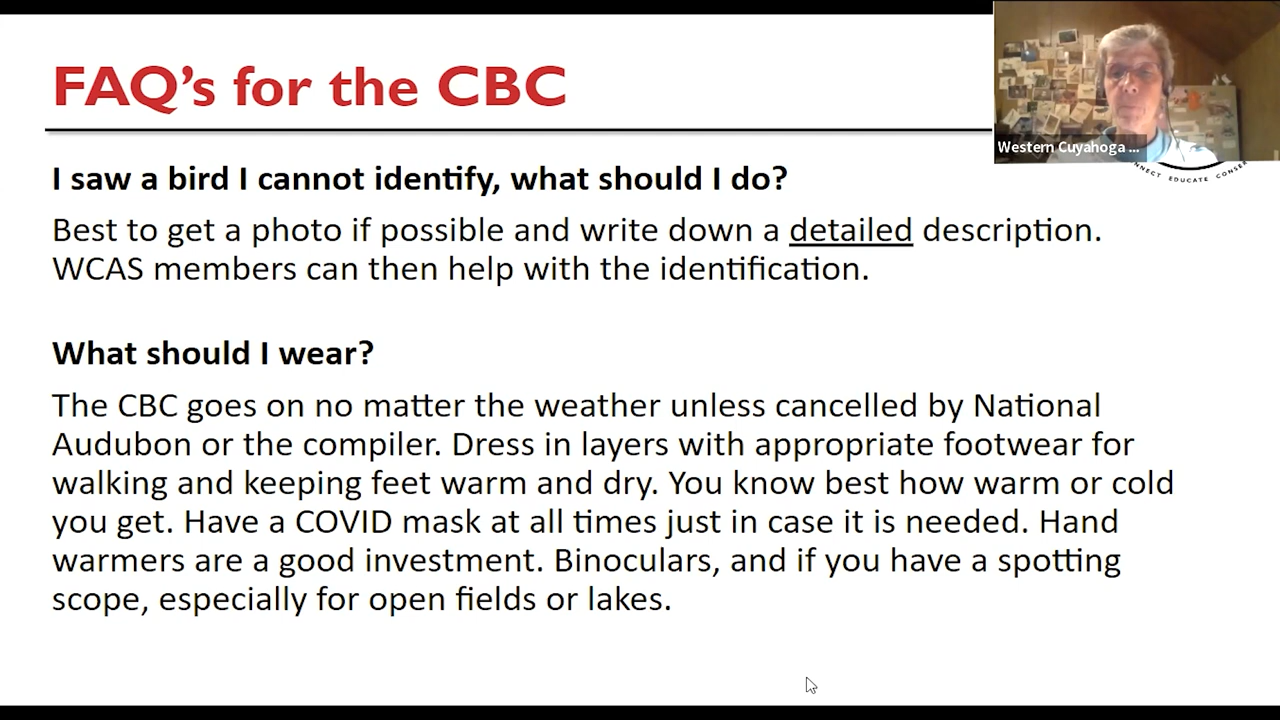 FAQ's for the CBC
Western Cuyahoga ...
NNECT EDUCATE CONSER
I saw a bird I cannot identify, what should I do?
Best to get a photo if possible and write down a detailed description.
WCAS members can then help with the identification.
What should I wear?
The CBC goes on no matter the weather unless cancelled by National
Audubon or the compiler. Dress in layers with appropriate footwear for
walking and keeping feet warm and dry. You know best how warm or cold
you get. Have a COVID mask at all times just in case it is needed. Hand
warmers are a good investment. Binoculars, and if you have a spotting
scope, especially for open fields or lakes.